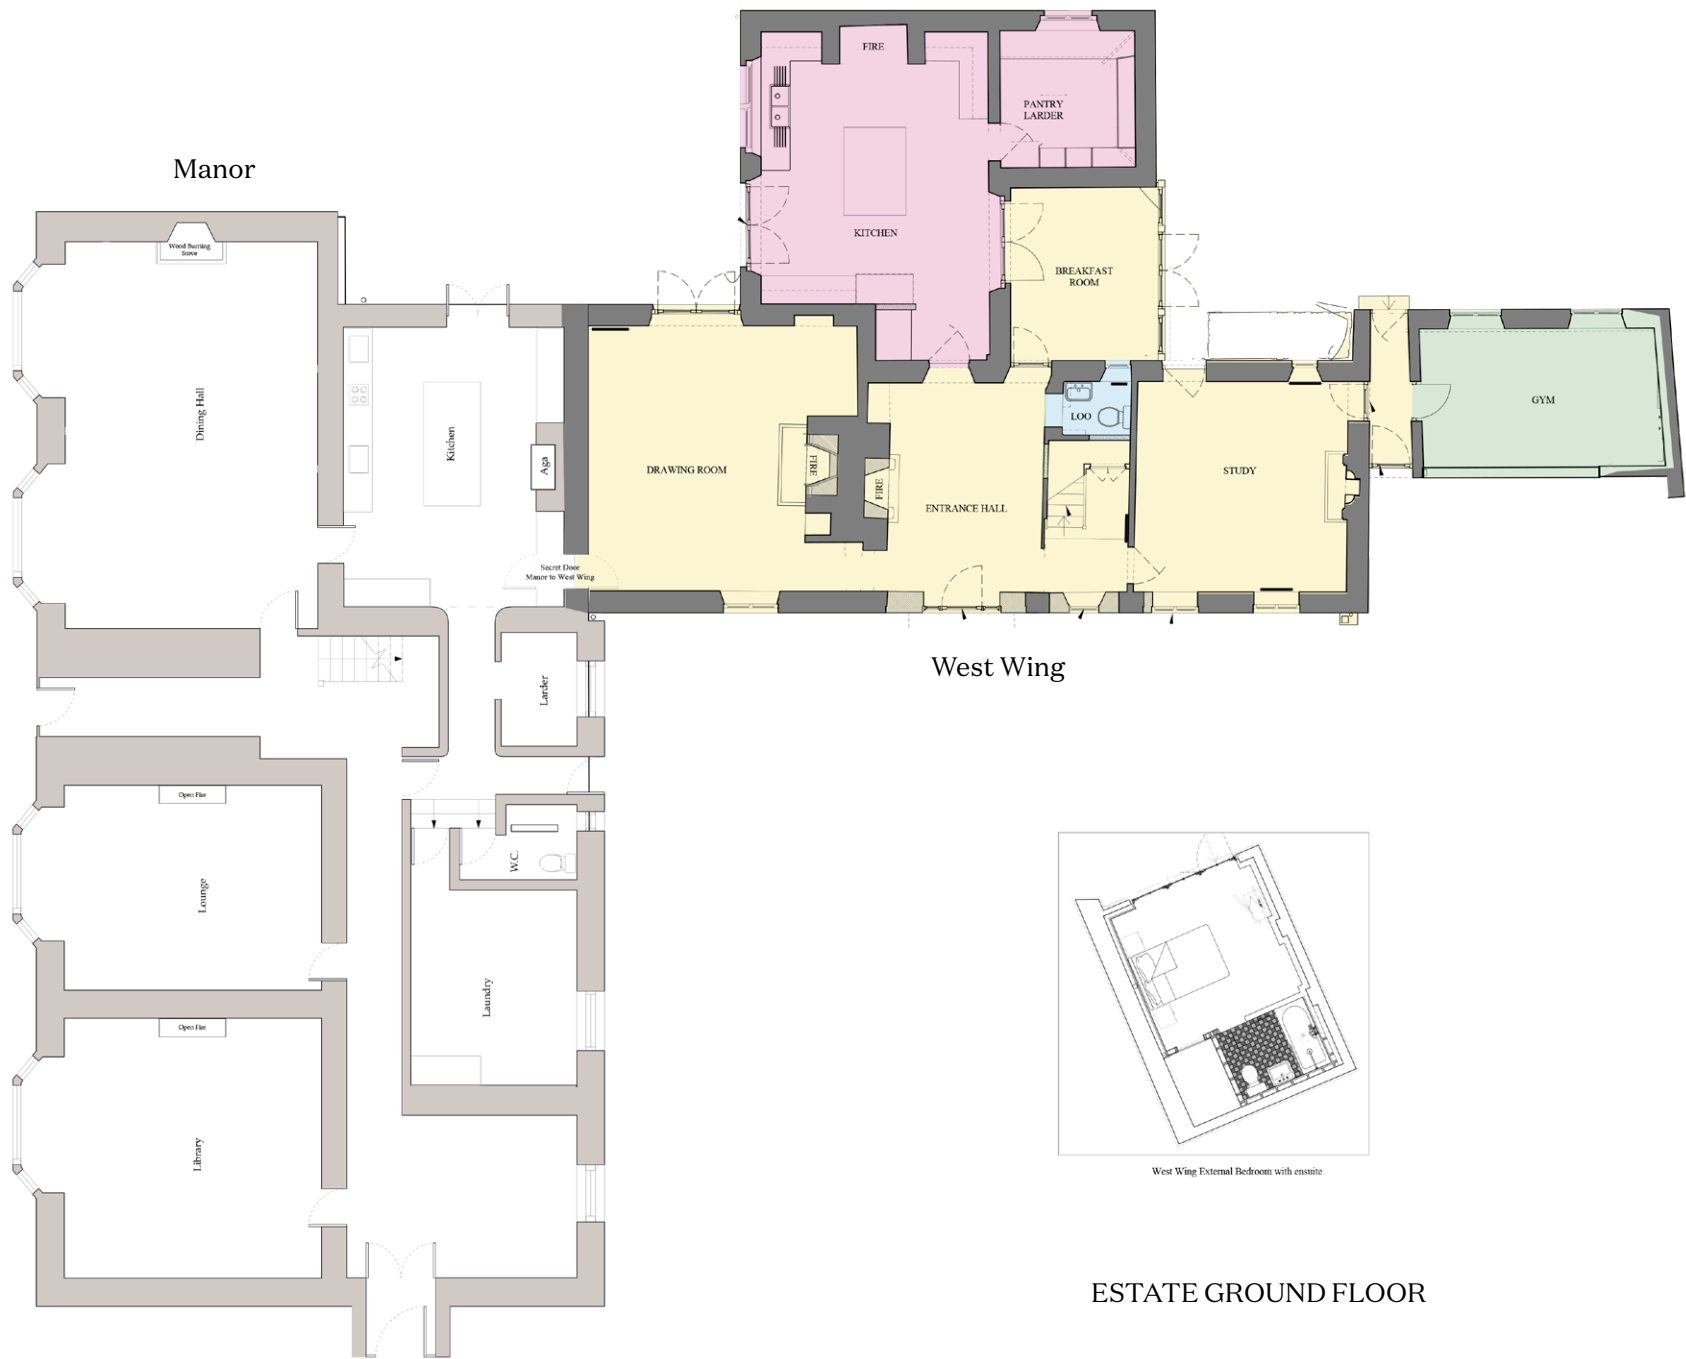 FIRE
PANTRY
LARDER
Manor
KITCHEN
Wood Burning
Stove
BREAKFAST
ROOM
Dining Hall
Kitchen
Aga
DRAWING ROOM
FIRE
FIRE
ENTRANCE HALL
LOO
STUDY
GYM
Secret Door
Manor to West Wing
West Wing
Larder
Open Fire
Lounge
W.C.
Laundry
Open Fire
Library
West Wing External Bedroom with ensuite
ESTATE GROUND FLOOR